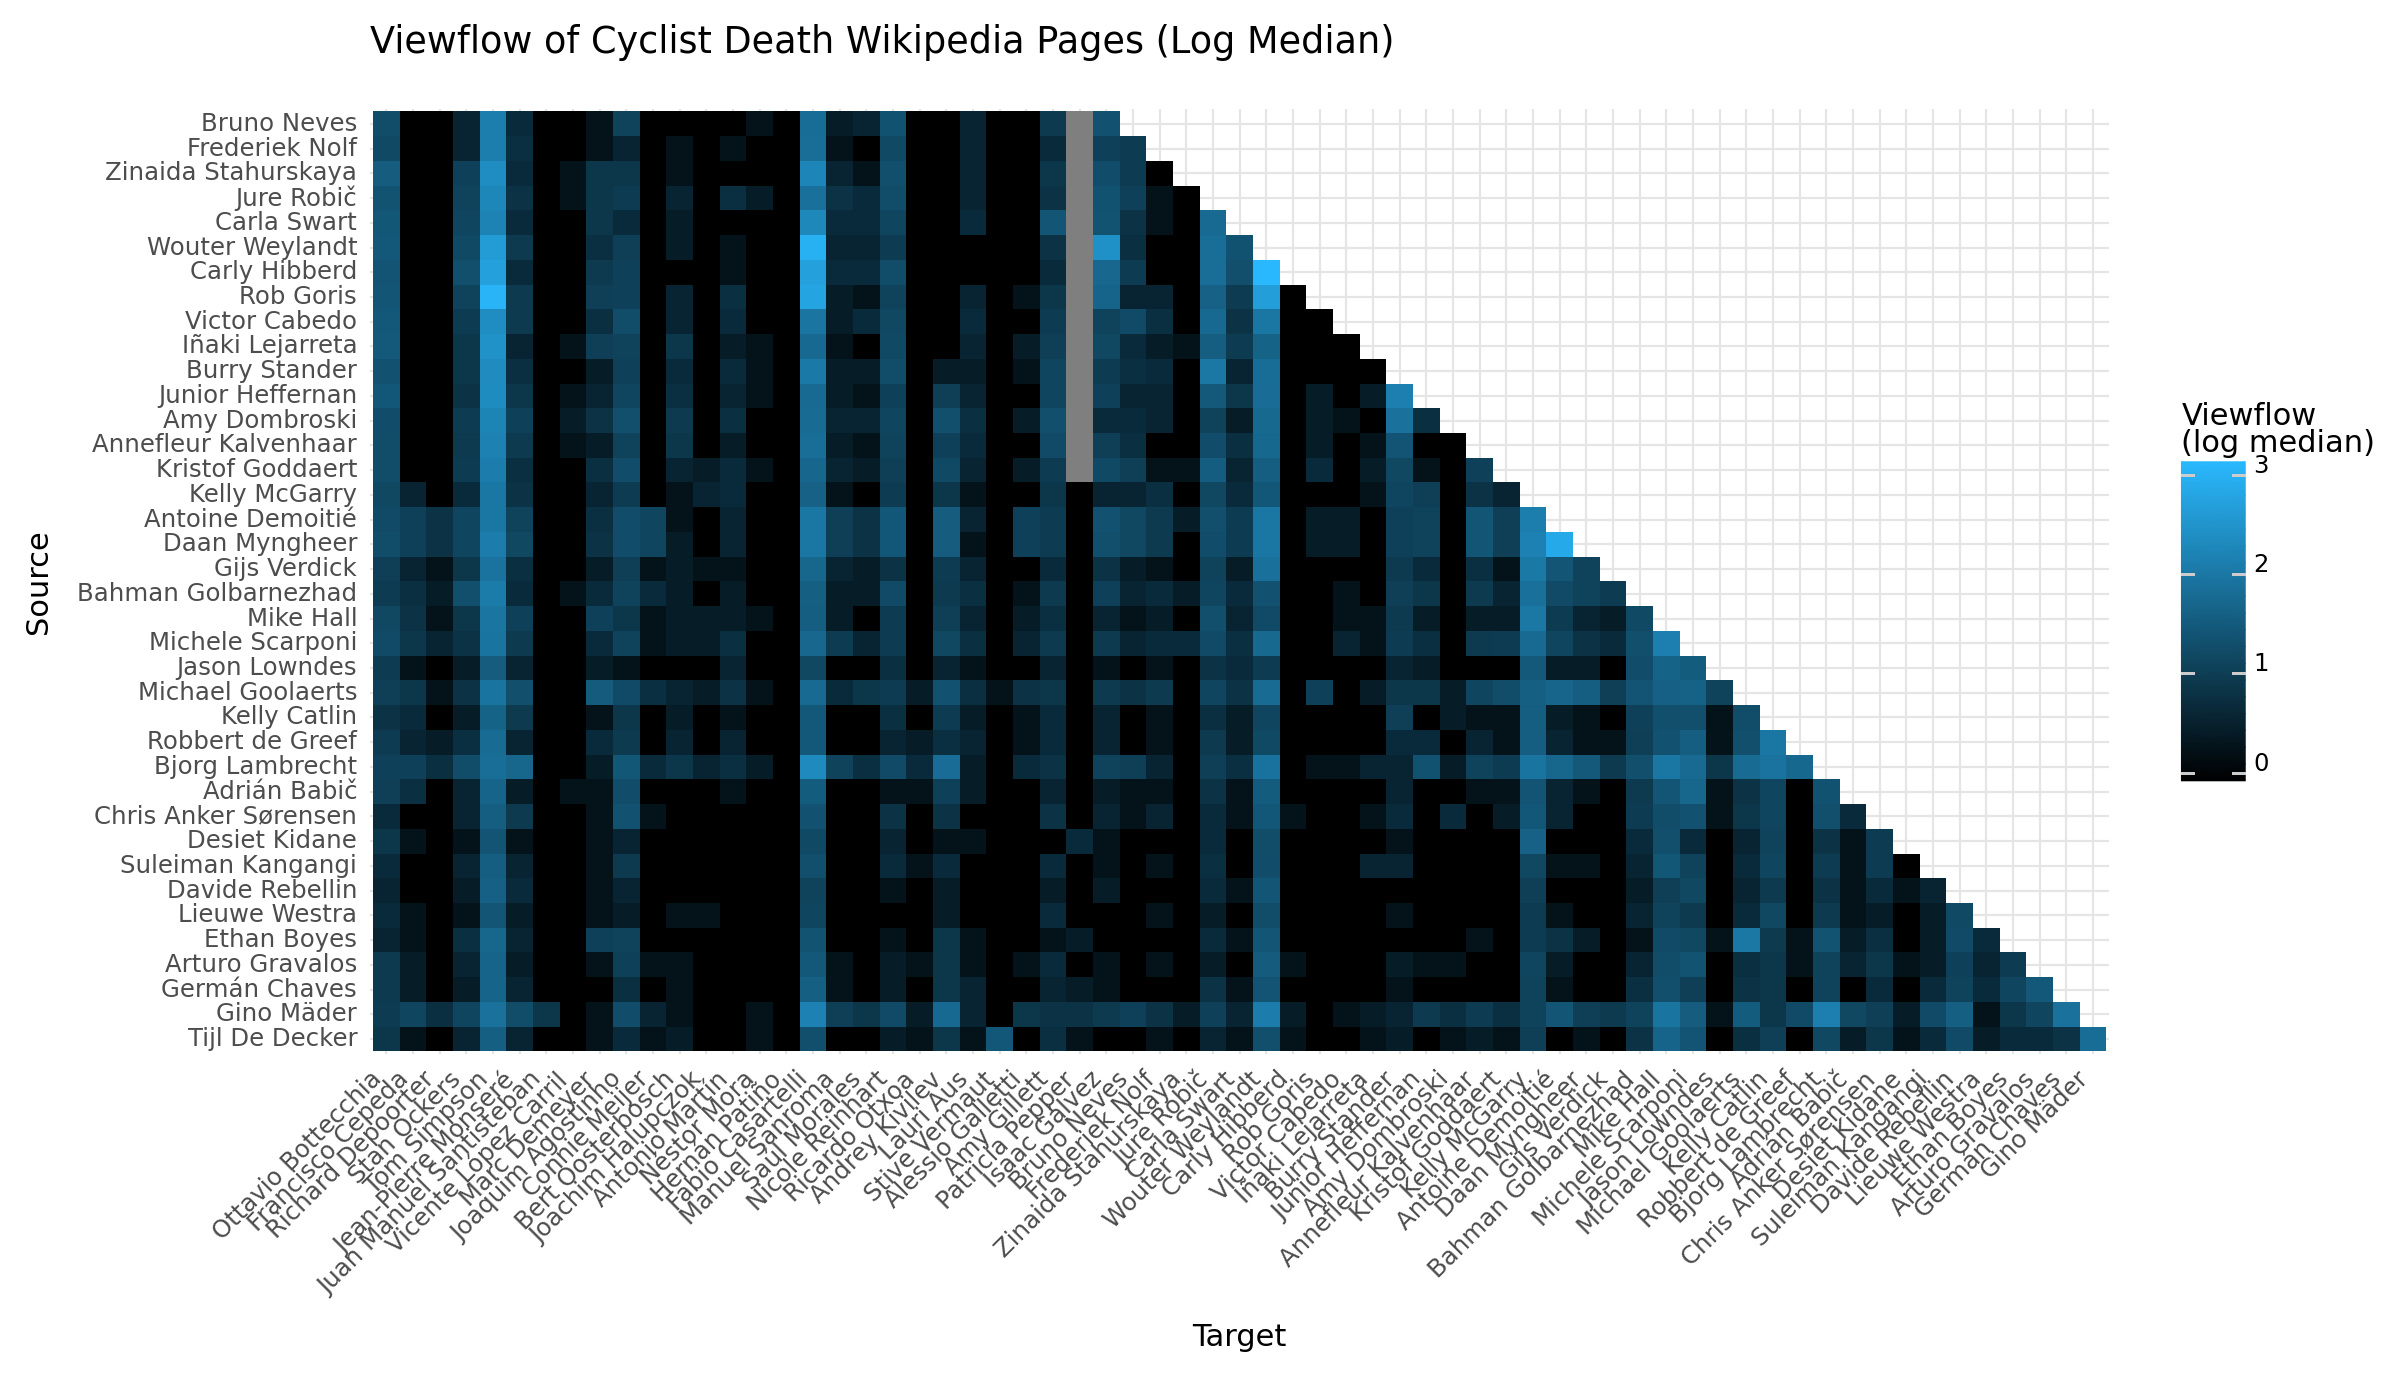 Viewflow of Cyclist Death Wikipedia Pages (Log Median)
Source
Bruno Neves
Frederiek Nolf
Zinaida Stahurskaya
Jure Robič
Carla Swart
Wouter Weylandt
Carly Hibberd
Rob Goris
Victor Cabedo
Iñaki Lejarreta
Burry Stander
Junior Heffernan
Amy Dombroski
Annefleur Kalvenhaar
Kristof Goddaert
Kelly McGarry
Antoine Demoitié
Daan Myngheer
Gijs Verdick
Bahman Golbarnezhad
Mike Hall
Michele Scarponi
Jason Lowndes
Michael Goolaerts
Kelly Catlin
Robbert de Greef
Bjorg Lambrecht
Adrián Babič
Chris Anker Sørensen
Desiet Kidane
Suleiman Kangangi
Davide Rebellin
Lieuwe Westra
Ethan Boyes
Arturo Gravalos
Germán Chaves
Gino Mäder
Tijl De Decker
Viewflow
(log median)
3
2
1
0
Ottavio Bottecchia
Francisco Cepeda
Richard Depoorter
Stan Ockers
Tom Simpson
Jean-Pierre Monseré
Juan Manuel Santisteban
Vicente Lopez Carril
Marc Demeyer
Joaquim Agostinho
Connie Meijer
Bert Oosterbosch
Joachim Halupczok
Antonio Martín
Néstor Mora
Hernan Patino
Fabio Casartelli
Manuel Sanroma
Saul Morales
Nicole Reinhart
Ricardo Otxoa
Andrey Kivilev
Lauri Aus
Stive Vermaut
Alessio Galletti
Amy Gillett
Patricia Pepper
Isaac Gálvez
Bruno Neves
Frederiek Nolf
Zinaida Stahurskaya
Jure Robič
Carla Swart
Wouter Weylandt
Carly Hibberd
Rob Goris
Victor Cabedo
Iñaki Lejarreta
Burry Stander
Junior Heffernan
Amy Dombroski
Annefleur Kalvenhaar
Kristof Goddaert
Kelly McGarry
Antoine Demoitié
Daan Myngheer
Gijs Verdick
Bahman Golbarnezhad
Mike Hall
Michele Scarponi
Jason Lowndes
Michael Goolaerts
Kelly Catlin
Robbert de Greef
Bjorg Lambrecht
Adrián Babič
Chris Anker Sørensen
Desiet Kidane
Suleiman Kangangi
Davide Rebellin
Lieuwe Westra
Ethan Boyes
Arturo Gravalos
Germán Chaves
Gino Mäder
Target